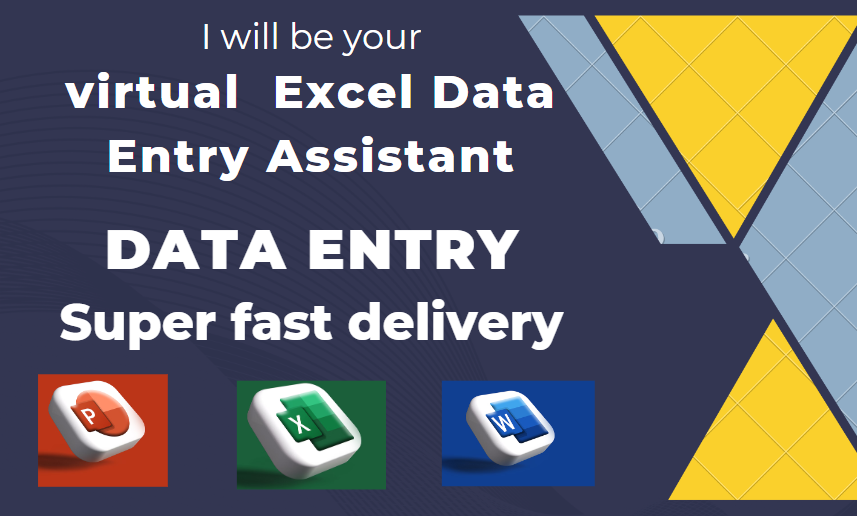 I will be your
virtual Excel Data
Entry Assistant
DATA ENTRY
Super fast delivery
P
X
W